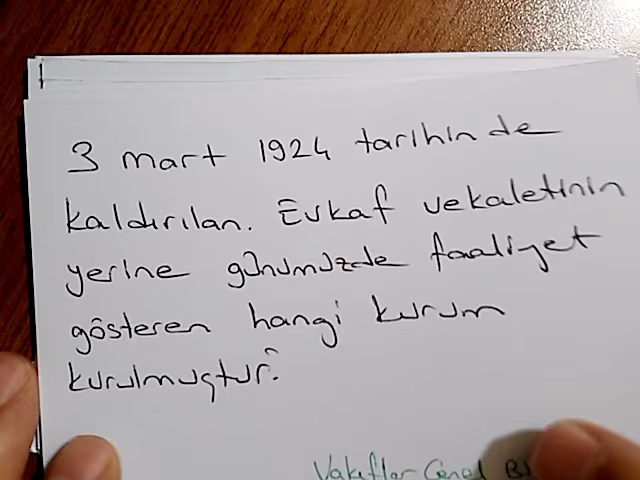 3 mart 1924 tarihinde
kaldırılan. Evkaf vekaletinin
yerine günümüzde faaliyet
gösteren hangi kurum
kurulmuştur?
Vakıflar Genel